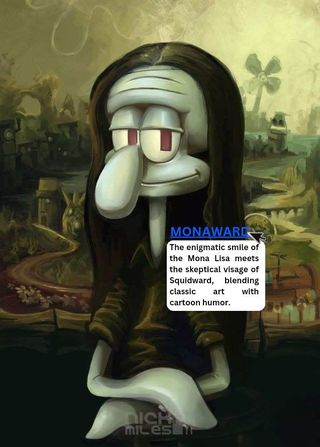 MONAWARD
The enigmatic smile of
the Mona Lisa meets
the skeptical visage of
Squidward, blending
classic art with
cartoon humor.
NICK
MILES